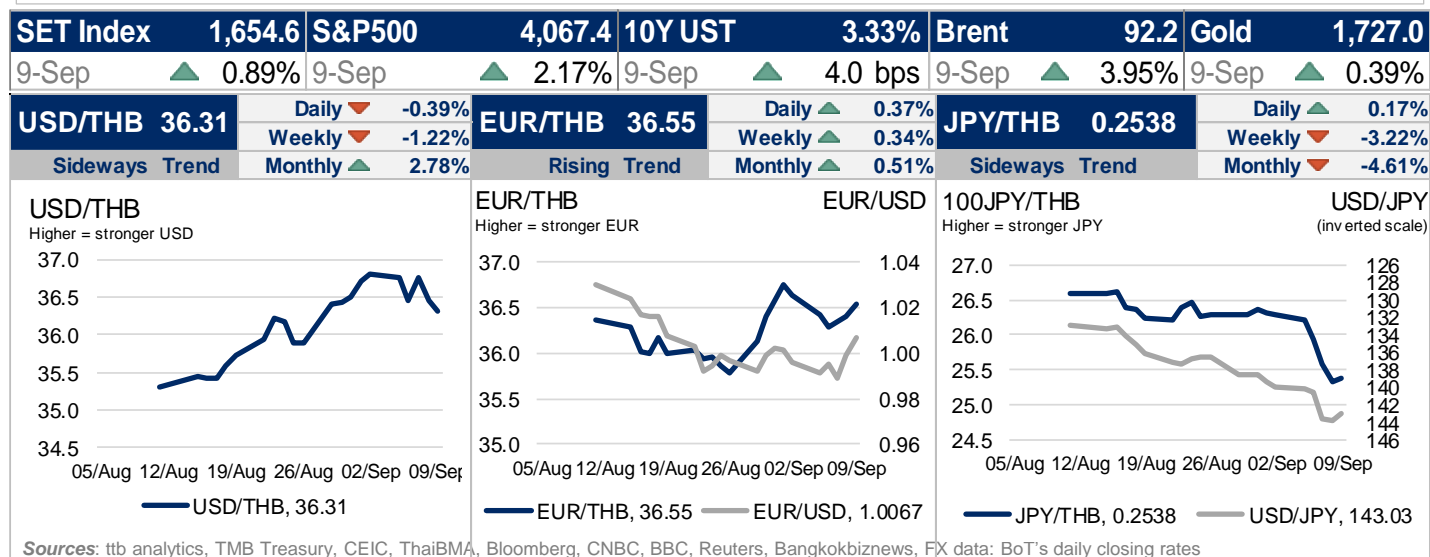 SET Index 1,654.6 S&P500 4,067.4 10Y UST 3.33% Brent 92.2 Gold 1,727.0
9-Sep 0.89% 9-Sep 2.17% 9-Sep 4.0 bps 9-Sep 3.95% 9-Sep 0.39%
USD/THB 36.31
Daily -0.39%
Weekly -1.22%
Sideways Trend Monthly 2.78%
EUR/THB 36.55
Daily 0.37%
Weekly 0.34%
Rising Trend Monthly 0.51%
JPY/THB 0.2538
Daily 0.17%
Weekly -3.22%
Sideways Trend Monthly -4.61%
USD/THB
Higher = stronger USD
37.0
36.5
36.0
35.5
35.0
34.5
05/Aug 12/Aug 19/Aug 26/Aug 02/Sep 09/Sep
USD/THB, 36.31
EUR/THB EUR/USD
Higher = stronger EUR
37.0 1.04
36.5 1.02
36.0 1.00
35.5 0.98
35.0 0.96
05/Aug 12/Aug 19/Aug 26/Aug 02/Sep 09/Sep
EUR/THB, 36.55 EUR/USD, 1.0067
100JPY/THB USD/JPY
Higher = stronger JPY (inverted scale)
27.0
26.5
26.0
25.5
25.0
24.5
126
128
130
132
134
136
138
140
142
144
146
05/Aug 12/Aug 19/Aug 26/Aug 02/Sep 09/Sep
JPY/THB, 0.2538 USD/JPY, 143.03
Sources: ttb analytics, TMB Treasury, CEIC, ThaiBMA, Bloomberg, CNBC, BBC, Reuters, Bangkokbiznews, FX data: BoT's daily closing rates